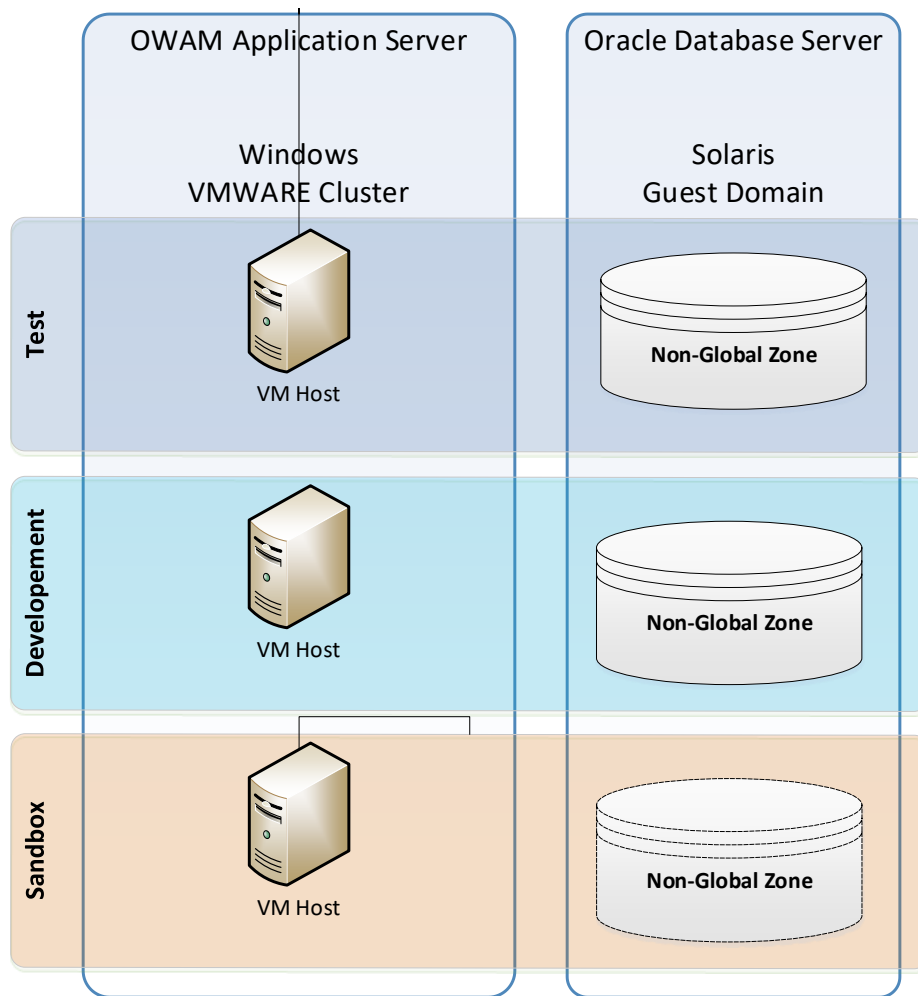 OWAM Application Server
Oracle Database Server
Windows
VMWARE Cluster
Solaris
Guest Domain
Test
VM Host
Non-Global Zone
Developement
VM Host
Non-Global Zone
Sandbox
VM Host
Non-Global Zone